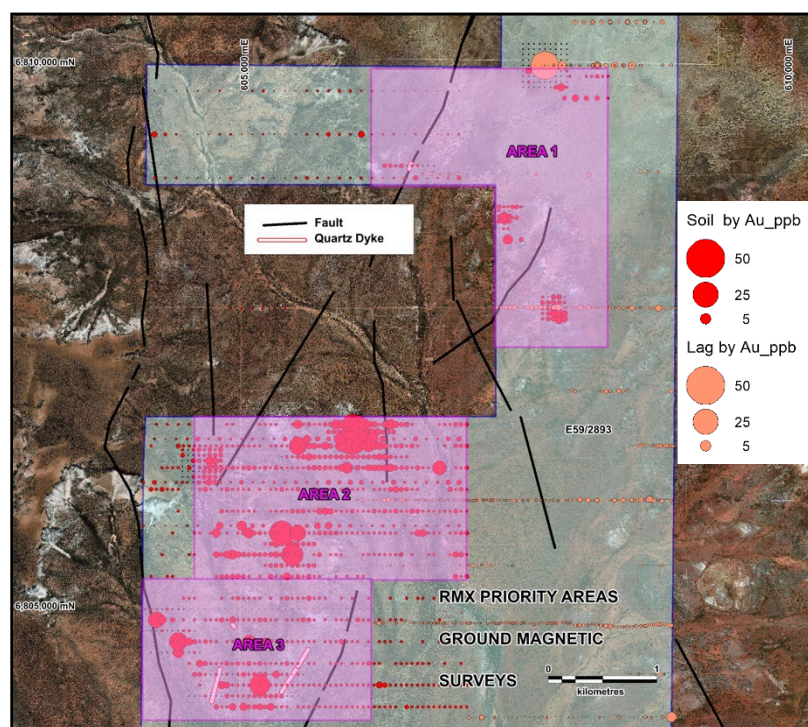 6,810,000 mN
605,000 mE
610,000 mE
AREA 1
Fault
Quartz Dyke
Soil by Au_ppb
50
25
5
Lag by Au_ppb
50
25
5
E59/2893
AREA 2
6,805,000 mN
RMX PRIORITY AREAS
AREA 3
GROUND MAGNETIC
SURVEYS
0
1
kilometres